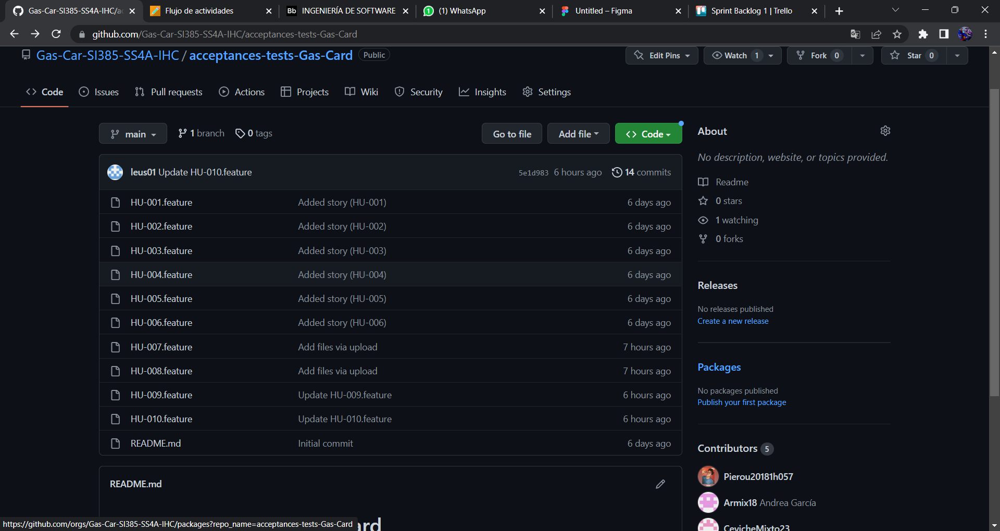 Gas-Car-SI385-SS4A-IHC/ac
Flujo de actividades
Bb INGENIERÍA DE SOFTWARE
1 (1) WhatsApp
Untitled – Figma
Sprint Backlog 1 | Trello
github.com/Gas-Car-SI385-SS4A-IHC/acceptances-tests-Gas-Card
Gas-Car-SI385-SS4A-IHC / acceptances-tests-Gas-Card Public
Edit Pins Watch 1 Fork 0 Star 0
Code Issues Pull requests Actions Projects Wiki Security Insights Settings
main 1 branch 0 tags Go to file Add file Code
leus01 Update HU-010.feature 5e1d983 6 hours ago 14 commits
HU-001.feature Added story (HU-001) 6 days ago
HU-002.feature Added story (HU-002) 6 days ago
HU-003.feature Added story (HU-003) 6 days ago
HU-004.feature Added story (HU-004) 6 days ago
HU-005.feature Added story (HU-005) 6 days ago
HU-006.feature Added story (HU-006) 6 days ago
HU-007.feature Add files via upload 7 hours ago
HU-008.feature Add files via upload 7 hours ago
HU-009.feature Update HU-009.feature 6 hours ago
HU-010.feature Update HU-010.feature 6 hours ago
README.md Initial commit 6 days ago
README.md
About
No description, website, or topics provided.
Readme
0 stars
1 watching
0 forks
Releases
No releases published
Create a new release
Packages
No packages published
Publish your first package
Contributors 5
Pierou20181h057
Armix18 Andrea García
CevicheMixto23
https://github.com/orgs/Gas-Car-SI385-SS4A-IHC/packages?repo_name=acceptances-tests-Gas-Card
ard